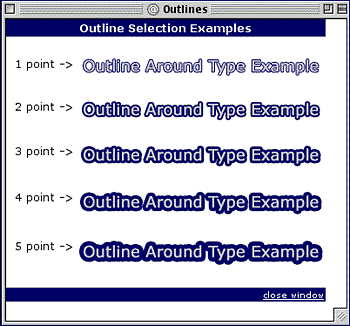 Outlines
Outline Selection Examples
1 point -> Outline Around Type Example
2 point -> Outline Around Type Example
3 point -> Outline Around Type Example
4 point -> Outline Around Type Example
5 point -> Outline Around Type Example
close window